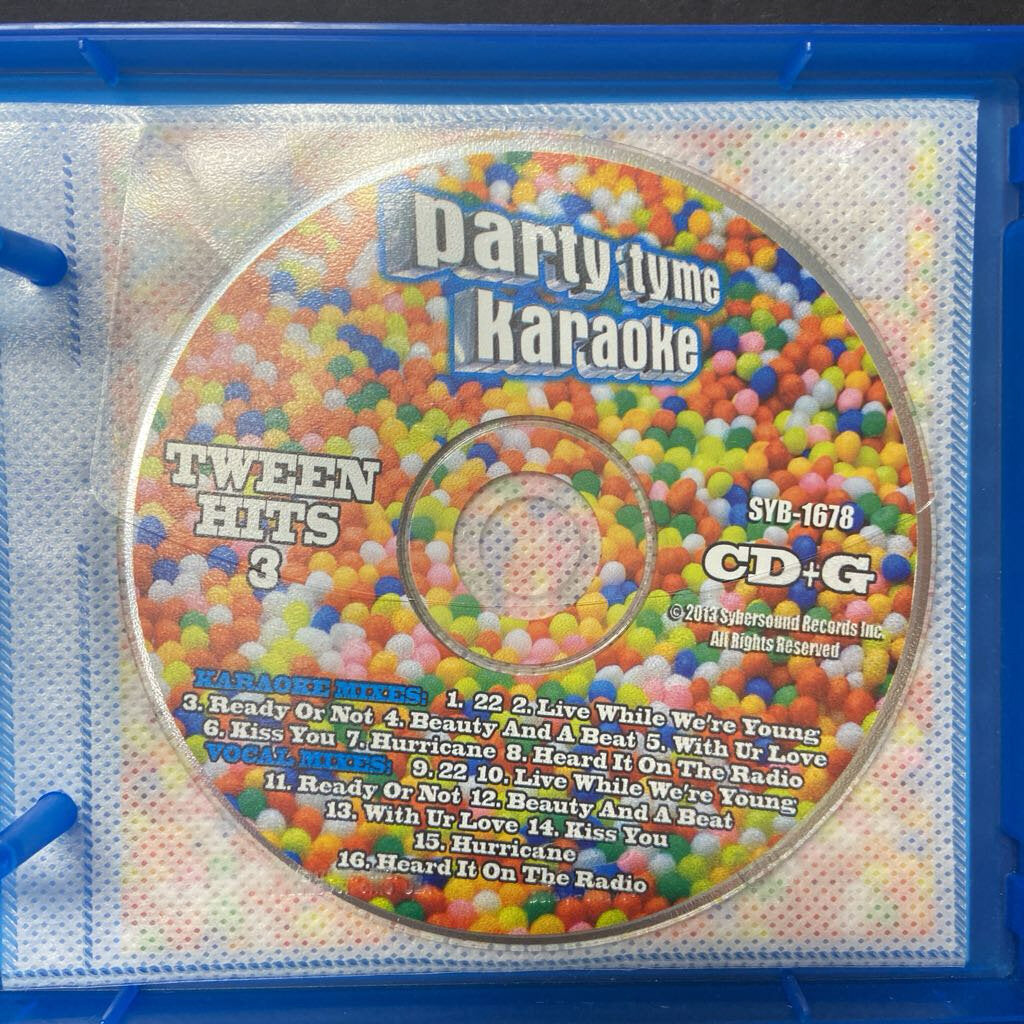 party tyme
karaoke
TWEEN
HITS
3
SYB-1678
CD+G
© 2013 Sybersound Records Inc.
All Rights Reserved
KARAOKE MIXES: 1. 22 2. Live While We're Young
3. Ready Or Not 4. Beauty And A Beat 5. With Ur Love
6. Kiss You 7. Hurricane 8. Heard It On The Radio
VOCAL MIXES: 9. 22 10. Live While We're Young
11. Ready Or Not 12. Beauty And A Beat
13. With Ur Love 14. Kiss You
15. Hurricane
16. Heard It On The Radio